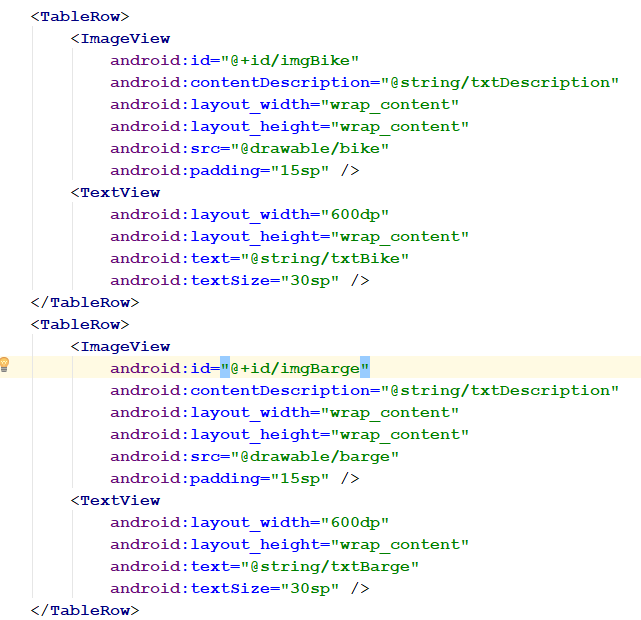 <TableRow>
<ImageView
android:id="@+id/imgBike"
android:contentDescription="@string/txtDescription"
android:layout_width="wrap_content"
android:layout_height="wrap_content"
android:src="@drawable/bike"
android:padding="15sp" />
<TextView
android:layout_width="600dp"
android:layout_height="wrap_content"
android:text="@string/txtBike"
android:textSize="30sp" />
</TableRow>
<TableRow>
<ImageView
android:id="@+id/imgBarge"
android:contentDescription="@string/txtDescription"
android:layout_width="wrap_content"
android:layout_height="wrap_content"
android:src="@drawable/barge"
android:padding="15sp" />
<TextView
android:layout_width="600dp"
android:layout_height="wrap_content"
android:text="@string/txtBarge"
android:textSize="30sp" />
</TableRow>